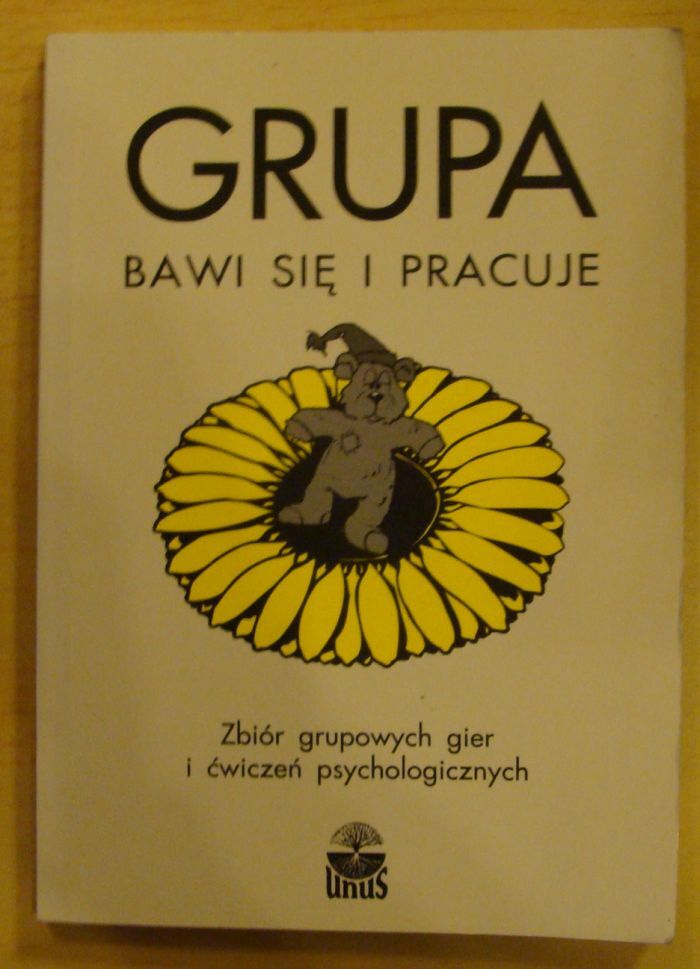 GRUPA
BAWI SIĘ I PRACUJE
Zbiór grupowych gier
i ćwiczeń psychologicznych
unus